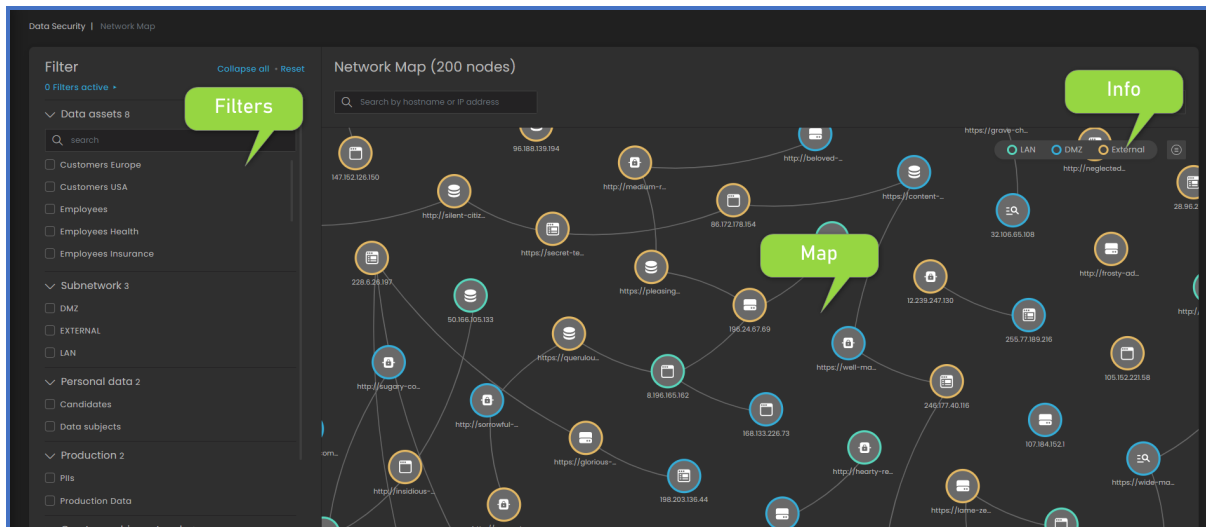 Data Security | Network Map
Filter
Collapse all • Reset
0 Filters active
Filters
Data assets 8
search
Customers Europe
Customers USA
Employees
Employees Health
Employees Insurance
Subnetwork 3
DMZ
EXTERNAL
LAN
Personal data 2
Candidates
Data subjects
Production 2
PIIs
Production Data
Network Map (200 nodes)
Search by hostname or IP address
Info
LAN DMZ External
Map
96.188.139.194
147.152.126.150
http://silent-citiz...
http://medium-r...
http://beloved-...
https://grave-ch...
http://neglected...
https://content-...
86.172.178.154
https://secret-te...
32.106.65.108
28.96.2
228.6.26.197
50.166.105.133
https://pleasing...
196.24.67.69
12.239.247.130
http://frosty-ad...
255.77.189.216
http:/
https://querulou...
8.196.165.162
https://well-ma...
105.152.221.58
http://sugary-co...
http://sorrowful-...
168.133.226.73
246.177.40.116
107.184.152.1
om...
https://glorious-...
http://hearty-re...
https://wide-ma...
http://insidious-...
198.203.136.44
https://lame-ze...